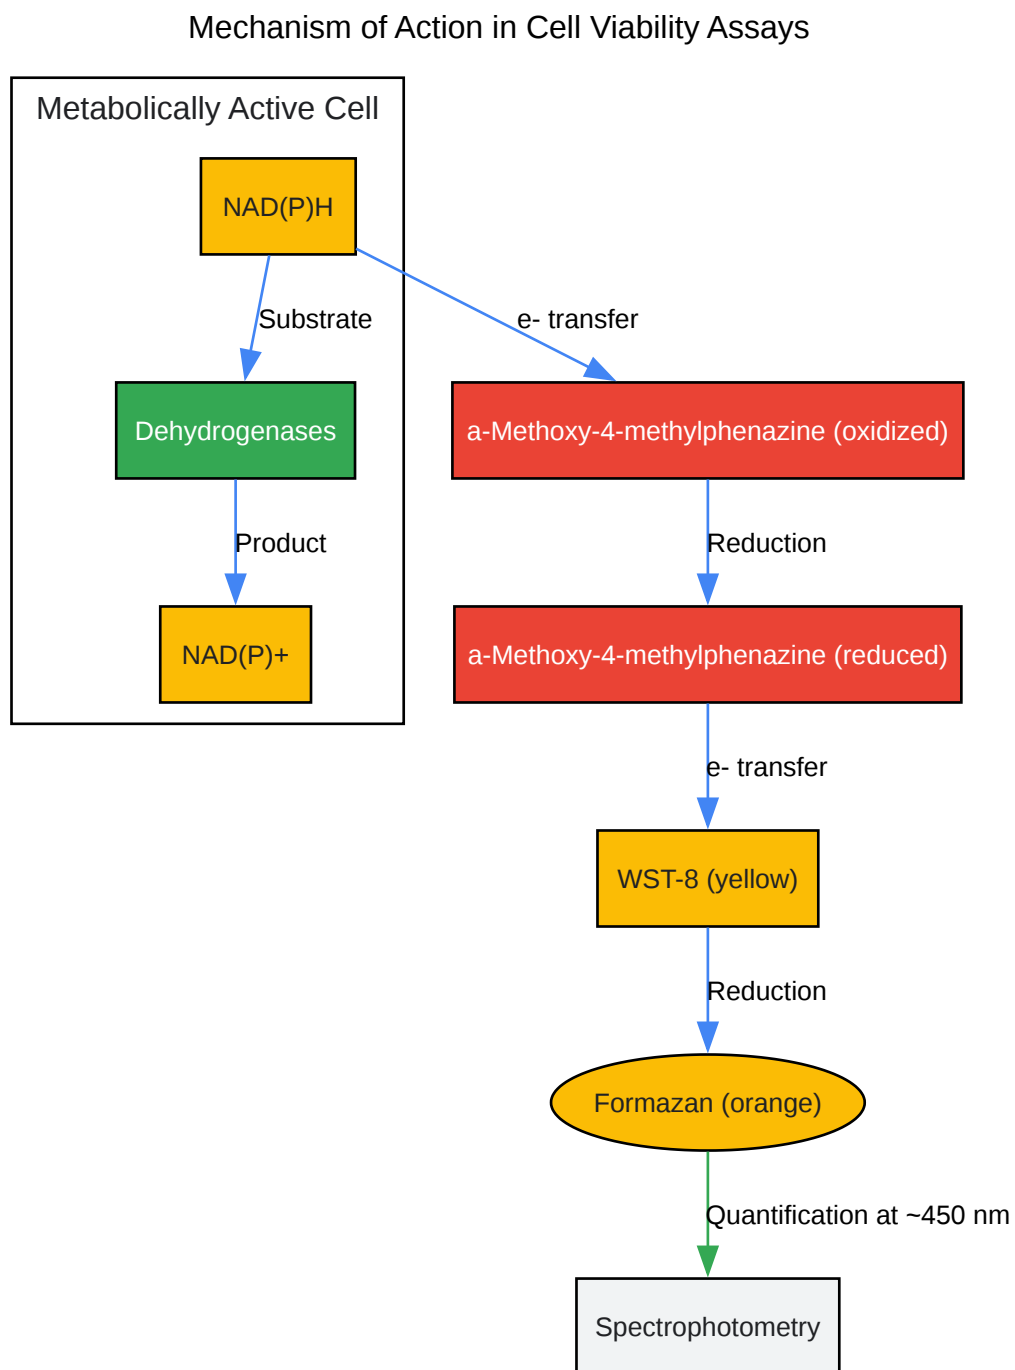 Mechanism of Action in Cell Viability Assays
Metabolically Active Cell
NAD(P)H
Substrate
e- transfer
Dehydrogenases
a-Methoxy-4-methylphenazine (oxidized)
Product
Reduction
NAD(P)+
a-Methoxy-4-methylphenazine (reduced)
e- transfer
WST-8 (yellow)
Reduction
Formazan (orange)
Quantification at ~450 nm
Spectrophotometry